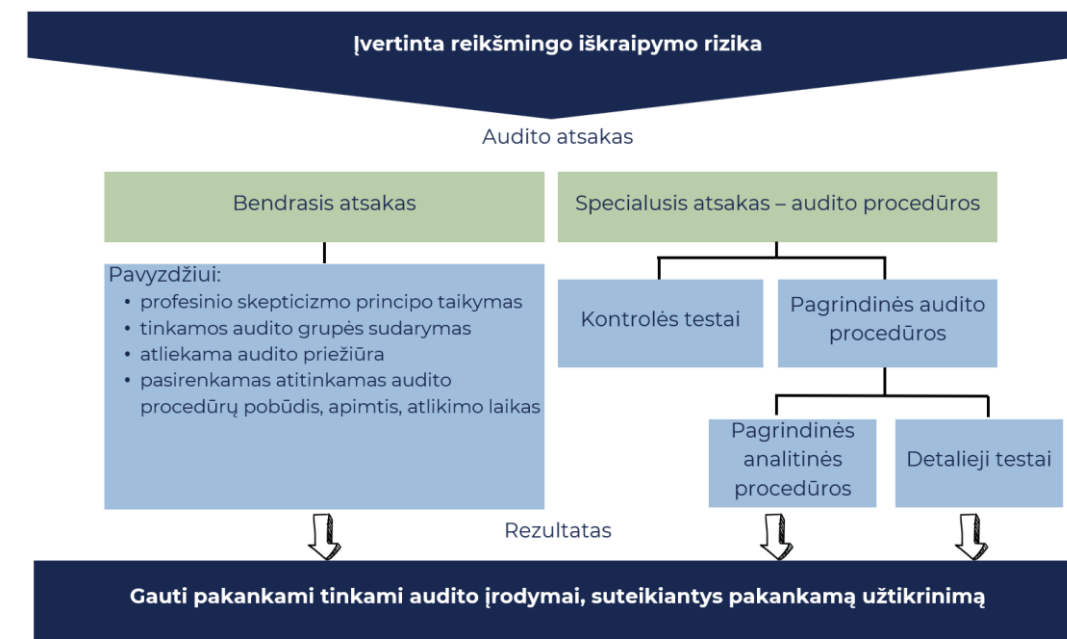 Įvertinta reikšmingo iškraipymo rizika
Audito atsakas
Bendrasis atsakas
Pavyzdžiui:
• profesinio skepticizmo principo taikymas
• tinkamos audito grupės sudarymas
• atliekama audito priežiūra
• pasirenkamas atitinkamas audito
procedūrų pobūdis, apimtis, atlikimo laikas
Specialusis atsakas – audito procedūros
Kontrolės testai
Pagrindinės audito
procedūros
Pagrindinės
analitinės
procedūros
Detalieji testai
Rezultatas
Gauti pakankami tinkami audito įrodymai, suteikiantys pakankamą užtikrinimą